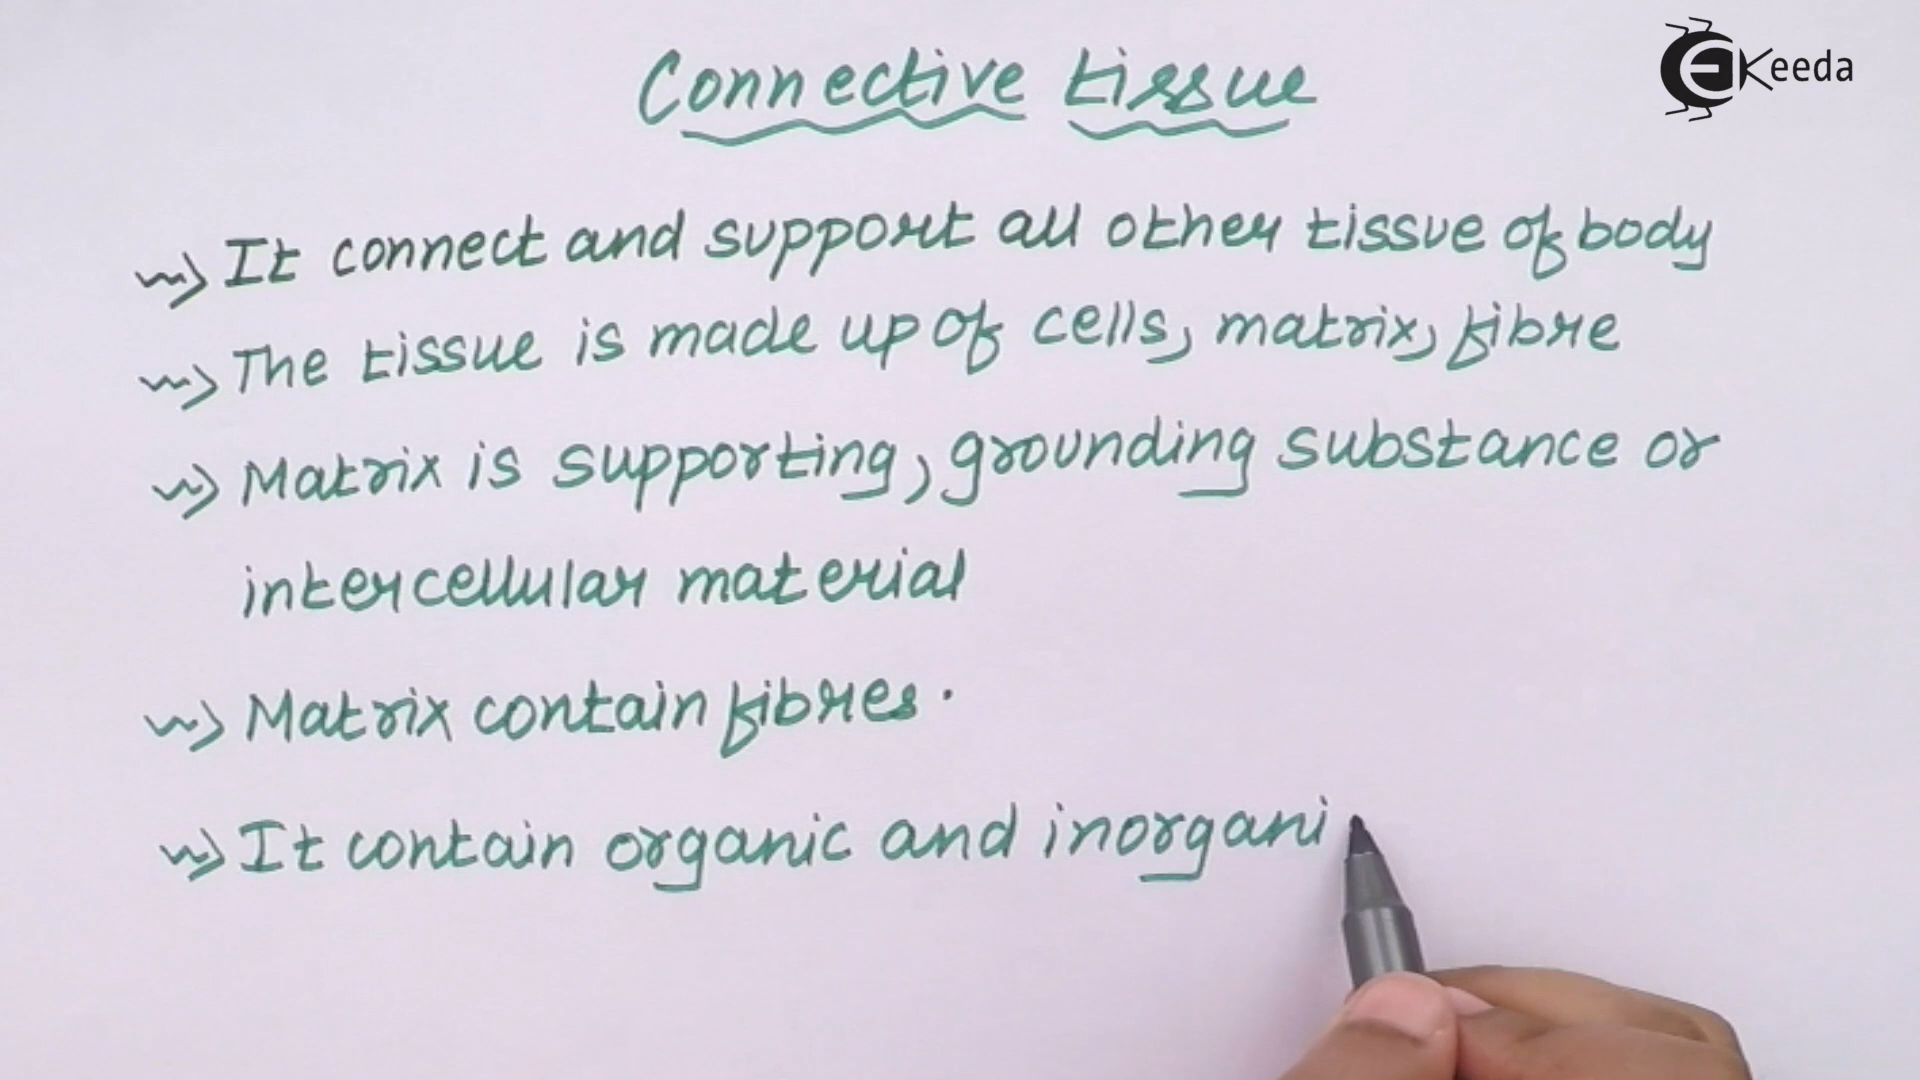 Connective tissue
EKeeda
It connect and support all other tissue of body
The tissue is made up of cells, matrix, fibre
Matrix is supporting, grounding substance or
intercellular material
Matrix contain fibres.
It contain organic and inorgani